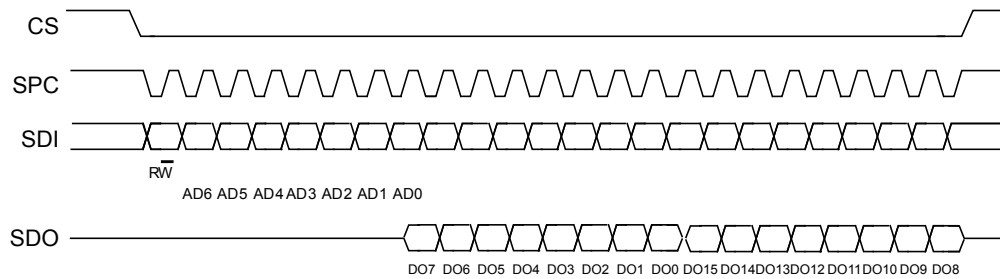 CS
SPC
SDI
RW̅
AD6 AD5 AD4 AD3 AD2 AD1 AD0
SDO
DO7 DO6 DO5 DO4 DO3 DO2 DO1 DO0 DO15 DO14 DO13 DO12 DO11 DO10 DO9 DO8